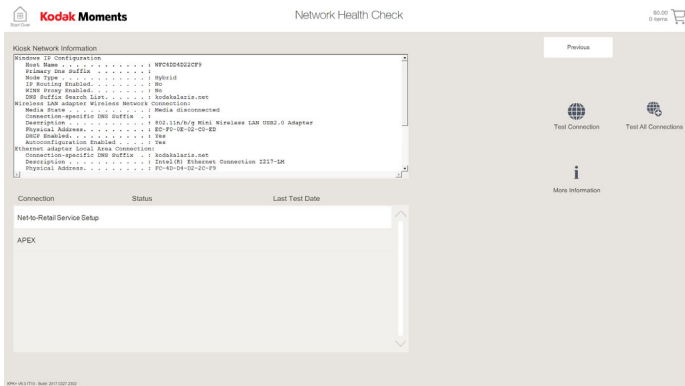 Start Over
Kodak Moments
Network Health Check
$0.00
0 items
Kiosk Network Information
Previous
Windows IP Configuration
Host Name . . . . . . . . . . . . : WFC4DD4D22CF9
Primary Dns Suffix . . . . . . . :
Node Type . . . . . . . . . . . . : Hybrid
IP Routing Enabled. . . . . . . . : No
WINS Proxy Enabled. . . . . . . . : No
DNS Suffix Search List. . . . . . : kodakalaris.net
Wireless LAN adapter Wireless Network Connection:
Media State . . . . . . . . . . . : Media disconnected
Connection-specific DNS Suffix . :
Description . . . . . . . . . . . : 802.11n/b/g Mini Wireless LAN USB2.0 Adapter
Physical Address. . . . . . . . . : EC-F0-0E-02-C0-ED
DHCP Enabled. . . . . . . . . . . : Yes
Autoconfiguration Enabled . . . . : Yes
Ethernet adapter Local Area Connection:
Connection-specific DNS Suffix . : kodakalaris.net
Description . . . . . . . . . . . : Intel(R) Ethernet Connection I217-LM
Physical Address. . . . . . . . . : FC-4D-D4-D2-2C-F9
Test Connection
Test All Connections
More Information
Connection Status Last Test Date
Net-to-Retail Service Setup
APEX